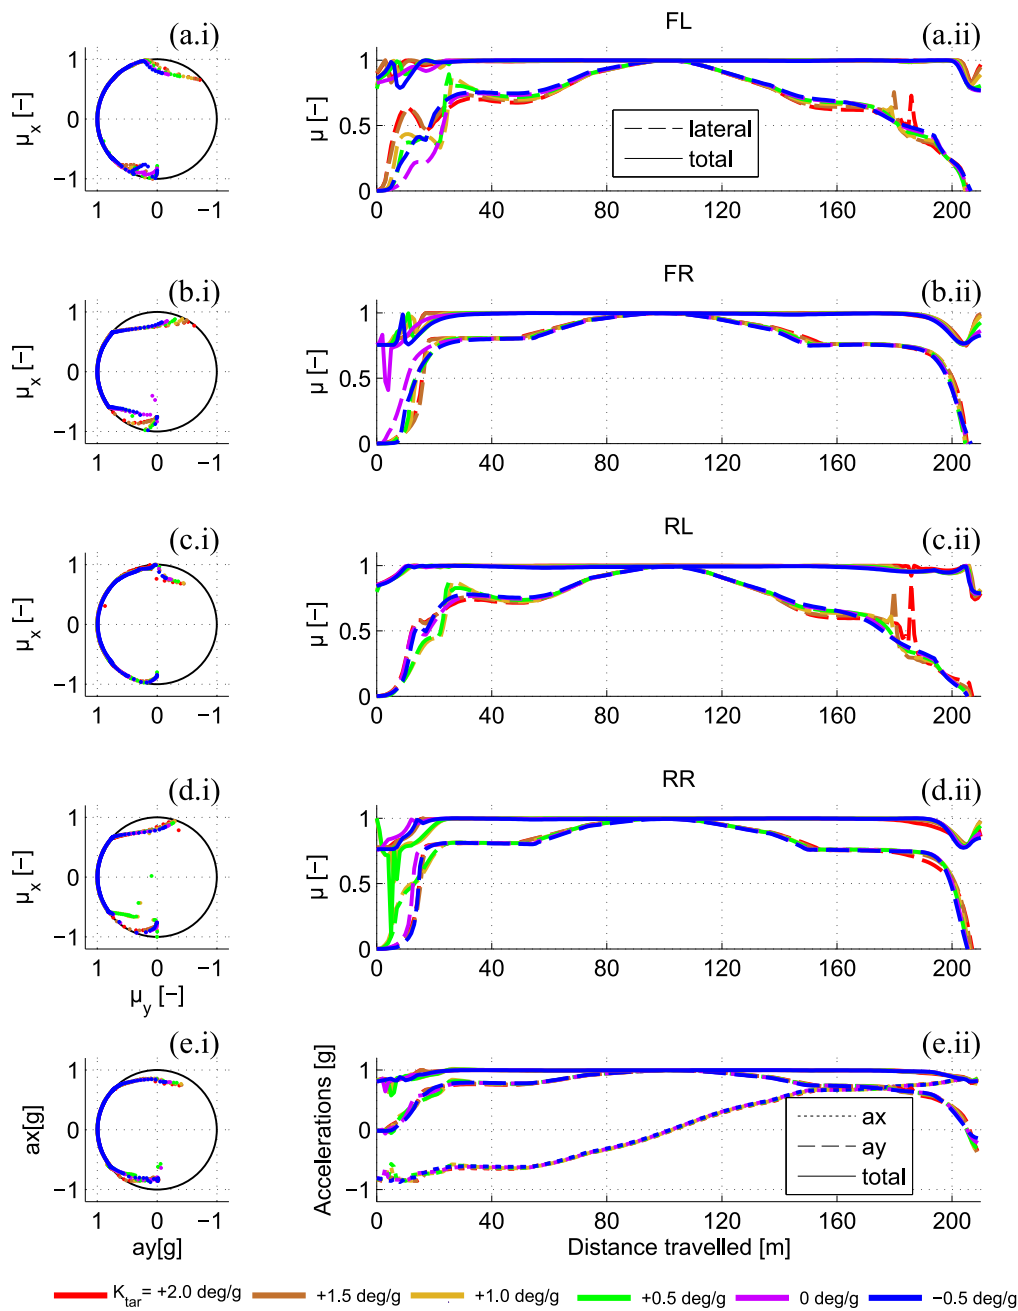 (a.i)
FL
(a.ii)
1
0
−1
μx [−]
1 0 −1
1
0.5
0
μ [−]
lateral
total
0 40 80 120 160 200
(b.i)
FR
(b.ii)
1
0
−1
μx [−]
1 0 −1
1
0.5
0
μ [−]
0 40 80 120 160 200
(c.i)
RL
(c.ii)
1
0
−1
μx [−]
1 0 −1
1
0.5
0
μ [−]
0 40 80 120 160 200
(d.i)
RR
(d.ii)
1
0
−1
μx [−]
1 0 −1
μy [−]
1
0.5
0
μ [−]
0 40 80 120 160 200
(e.i)
(e.ii)
1
0
−1
ax[g]
1 0 −1
ay[g]
1
0
−1
Accelerations [g]
ax
ay
total
0 40 80 120 160 200
Distance travelled [m]
Ktar= +2.0 deg/g +1.5 deg/g +1.0 deg/g +0.5 deg/g 0 deg/g −0.5 deg/g